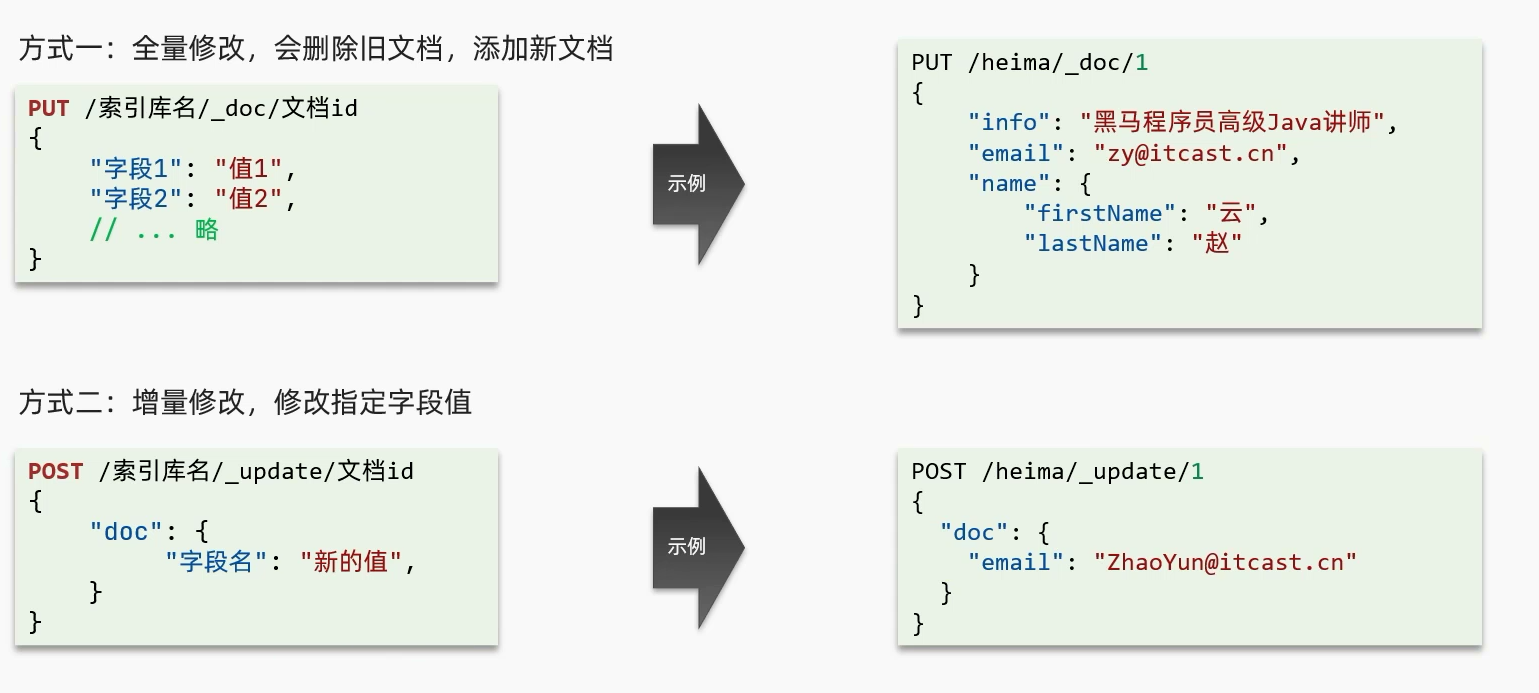 方式一：全量修改，会删除旧文档，添加新文档
PUT /索引库名/_doc/文档id
{
    "字段1": "值1",
    "字段2": "值2",
    // ... 略
}
示例
PUT /heima/_doc/1
{
    "info": "黑马程序员高级Java讲师",
    "email": "zy@itcast.cn",
    "name": {
        "firstName": "云",
        "lastName": "赵"
    }
}
方式二：增量修改，修改指定字段值
POST /索引库名/_update/文档id
{
    "doc": {
         "字段名": "新的值",
    }
}
示例
POST /heima/_update/1
{
  "doc": {
    "email": "ZhaoYun@itcast.cn"
  }
}